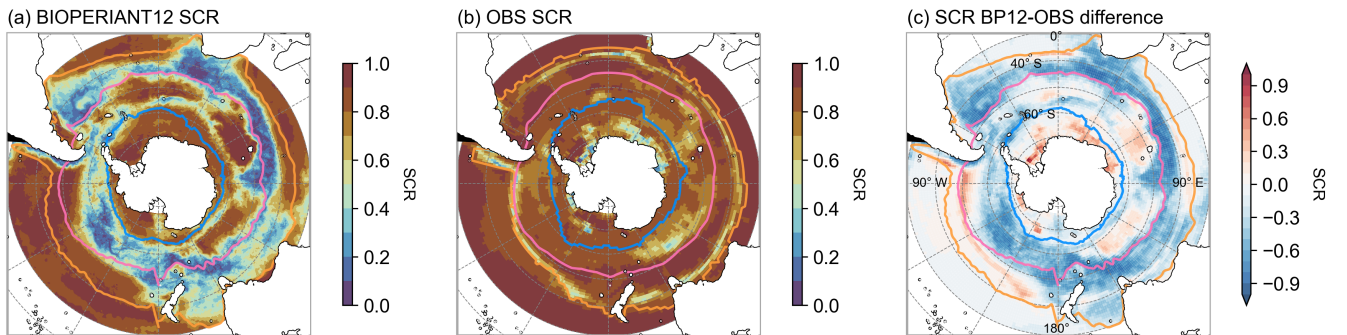 (a) BIOPERIANT12 SCR
1.0
0.8
0.6
0.4
0.2
0.0
SCR
(b) OBS SCR
1.0
0.8
0.6
0.4
0.2
0.0
SCR
(c) SCR BP12-OBS difference
0°
40° S
60° S
90° W
90° E
180°
0.9
0.6
0.3
0.0
−0.3
−0.6
−0.9
SCR